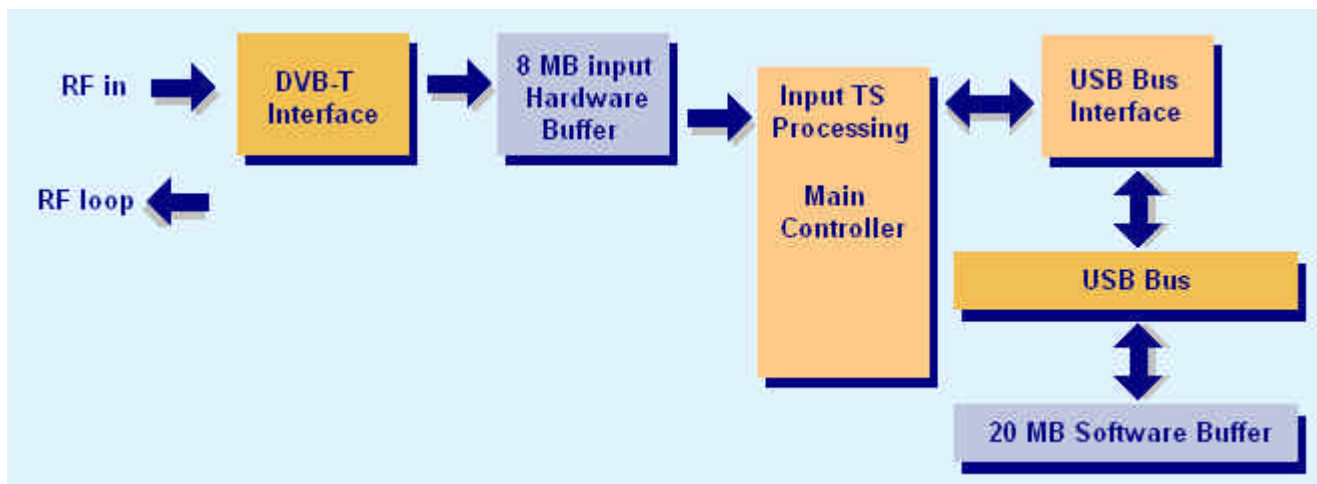 RF in
RF loop
DVB-T
Interface
8 MB input
Hardware
Buffer
Input TS
Processing
Main
Controller
USB Bus
Interface
USB Bus
20 MB Software Buffer